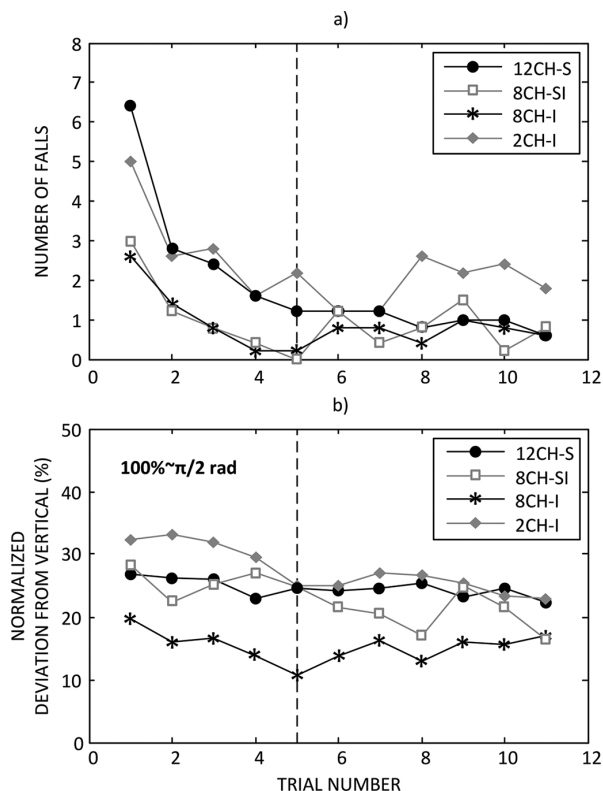 a)
8
7
6
5
4
3
2
1
0
NUMBER OF FALLS
12CH-S
8CH-SI
8CH-I
2CH-I
0 2 4 6 8 10 12
b)
50
40
30
20
10
0
NORMALIZED
DEVIATION FROM VERTICAL (%)
100%~π/2 rad
12CH-S
8CH-SI
8CH-I
2CH-I
0 2 4 6 8 10 12
TRIAL NUMBER